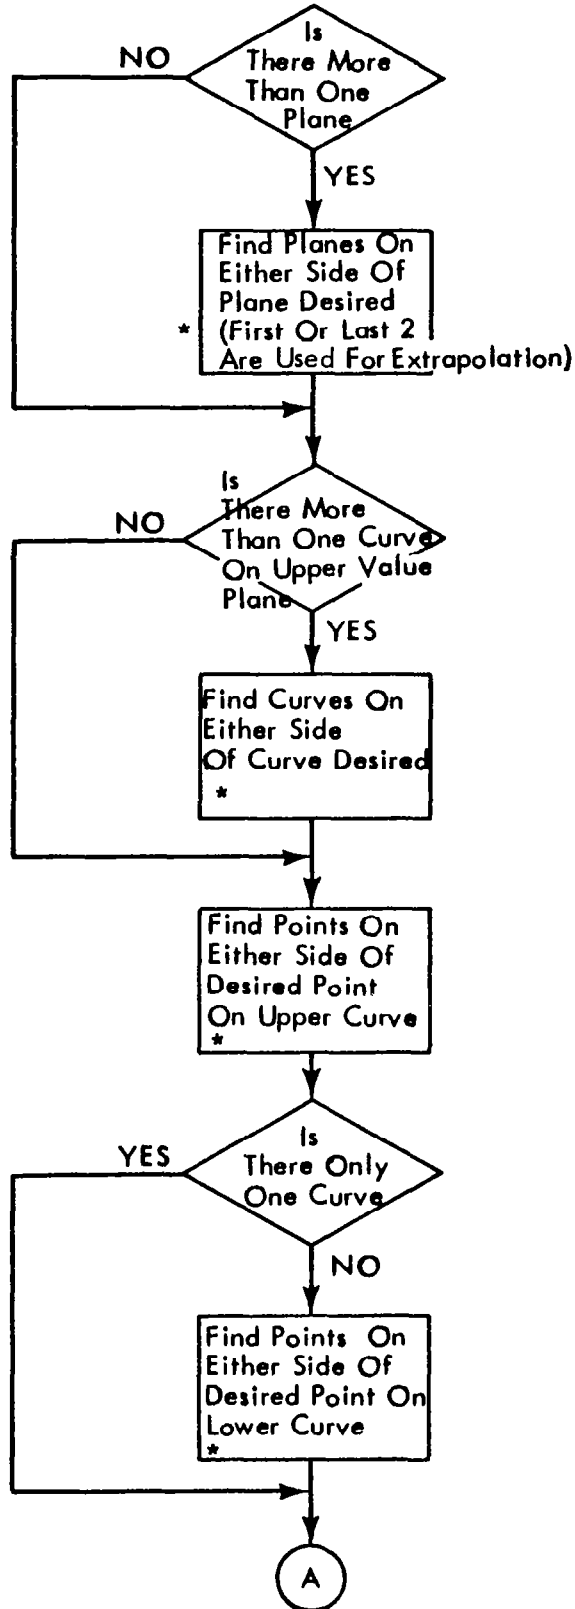 Is
There More
Than One
Plane
NO
YES
Find Planes On
Either Side Of
Plane Desired
* (First Or Last 2
Are Used For Extrapolation)
Is
There More
Than One Curve
On Upper Value
Plane
NO
YES
Find Curves On
Either Side
Of Curve Desired
*
Find Points On
Either Side Of
Desired Point
On Upper Curve
*
Is
There Only
One Curve
YES
NO
Find Points On
Either Side Of
Desired Point On
Lower Curve
*
A